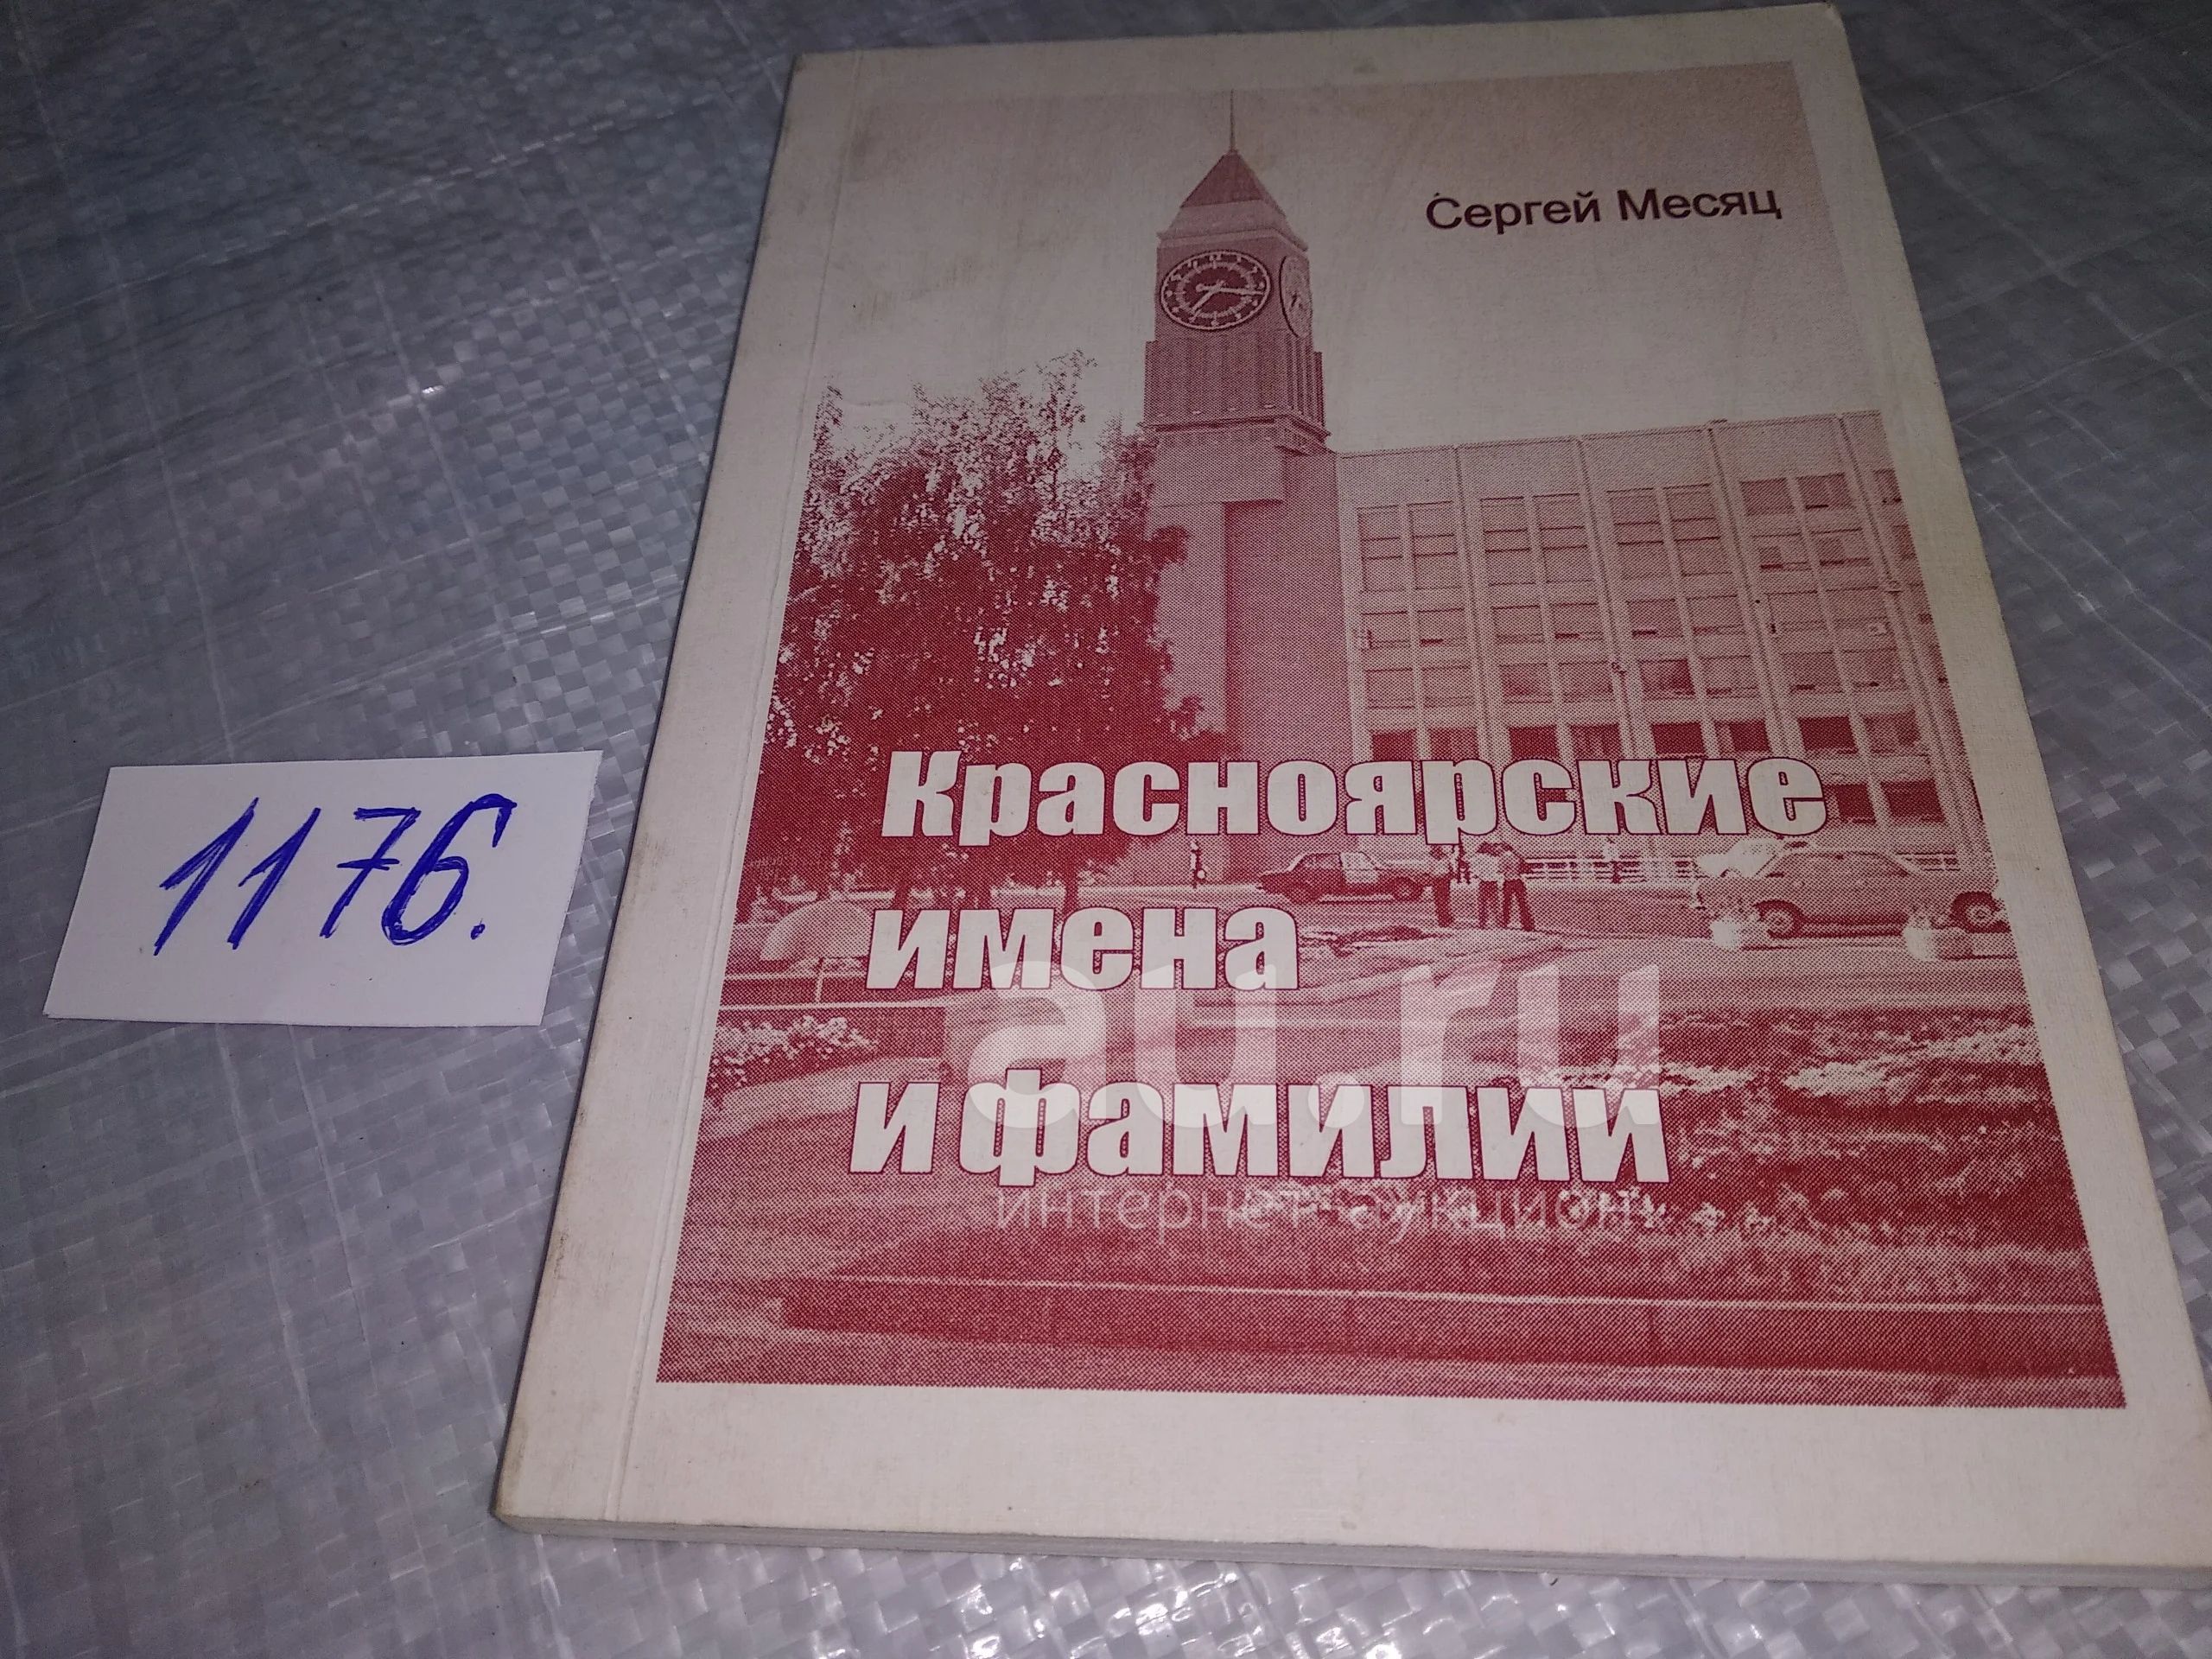 Сергей Месяц
Красноярские
имена
и фамилии
1176.
au.ru
интернет-аукцион